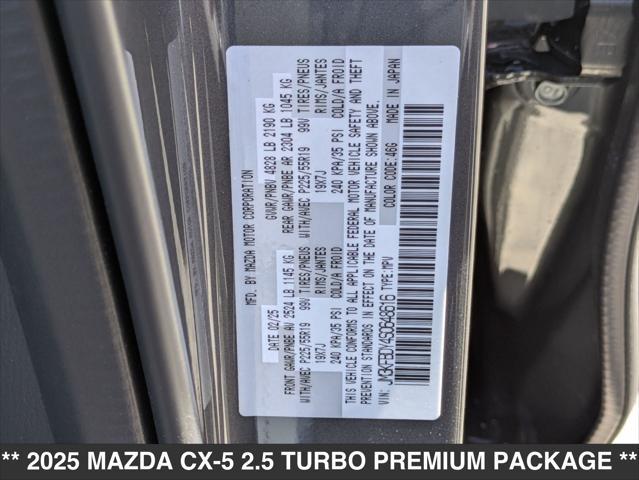 MFD. BY MAZDA MOTOR CORPORATION
DATE 02/25 GVWR/PNBV 4828 LB 2190 KG
FRONT GAWR/PNBE AV 2524 LB 1145 KG REAR GAWR/PNBE AR 2304 LB 1045 KG
WITH/AVEC P225/55R19 99V TIRES/PNEUS WITH/AVEC P225/55R19 99V TIRES/PNEUS
19X7J RIMS/JANTES 19X7J RIMS/JANTES
240 KPA/35 PSI COLD/A FROID 240 KPA/35 PSI COLD/A FROID
THIS VEHICLE CONFORMS TO ALL APPLICABLE FEDERAL MOTOR VEHICLE SAFETY AND THEFT
PREVENTION STANDARDS IN EFFECT ON THE DATE OF MANUFACTURE SHOWN ABOVE.
VIN: TYPE:MPV COLOR CODE:46G MADE IN JAPAN
** 2025 MAZDA CX-5 2.5 TURBO PREMIUM PACKAGE **